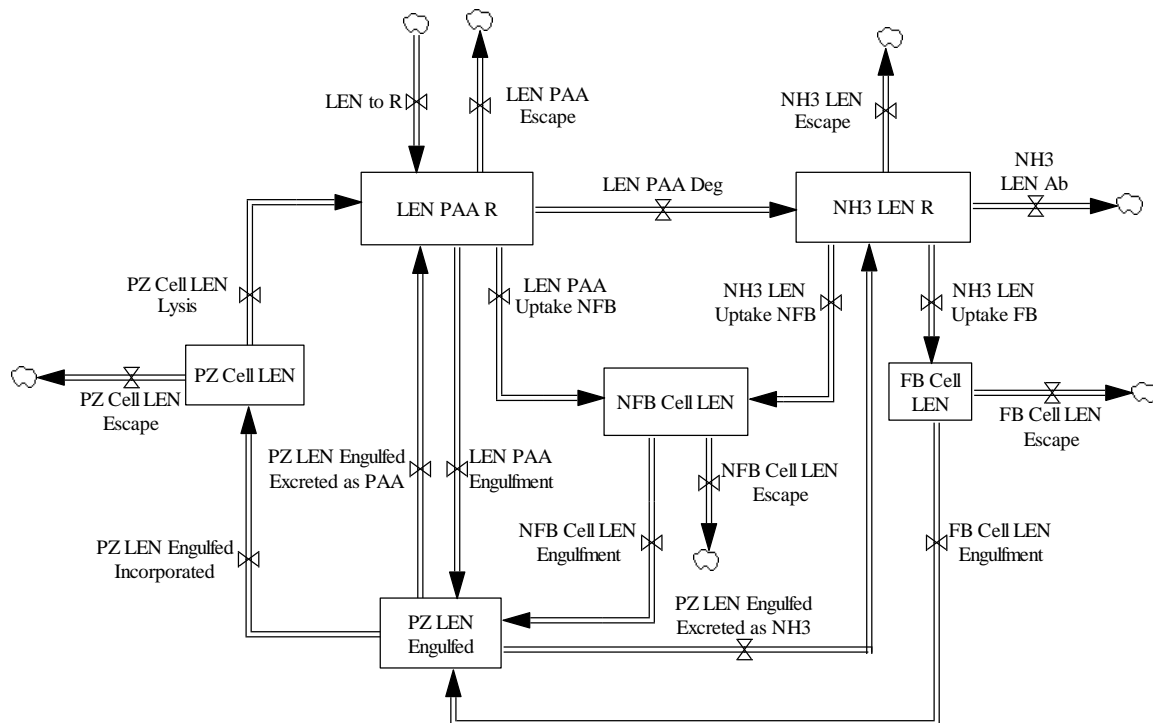 LEN to R
LEN PAA
Escape
NH3 LEN
Escape
NH3
LEN Ab
LEN PAA R
LEN PAA Deg
NH3 LEN R
PZ Cell LEN
Lysis
LEN PAA
Uptake NFB
NH3 LEN
Uptake NFB
NH3 LEN
Uptake FB
PZ Cell LEN
PZ Cell LEN
Escape
NFB Cell LEN
FB Cell
LEN
FB Cell LEN
Escape
PZ LEN Engulfed
Excreted as PAA
LEN PAA
Engulfment
NFB Cell LEN
Escape
PZ LEN Engulfed
Incorporated
NFB Cell LEN
Engulfment
FB Cell LEN
Engulfment
PZ LEN
Engulfed
PZ LEN Engulfed
Excreted as NH3